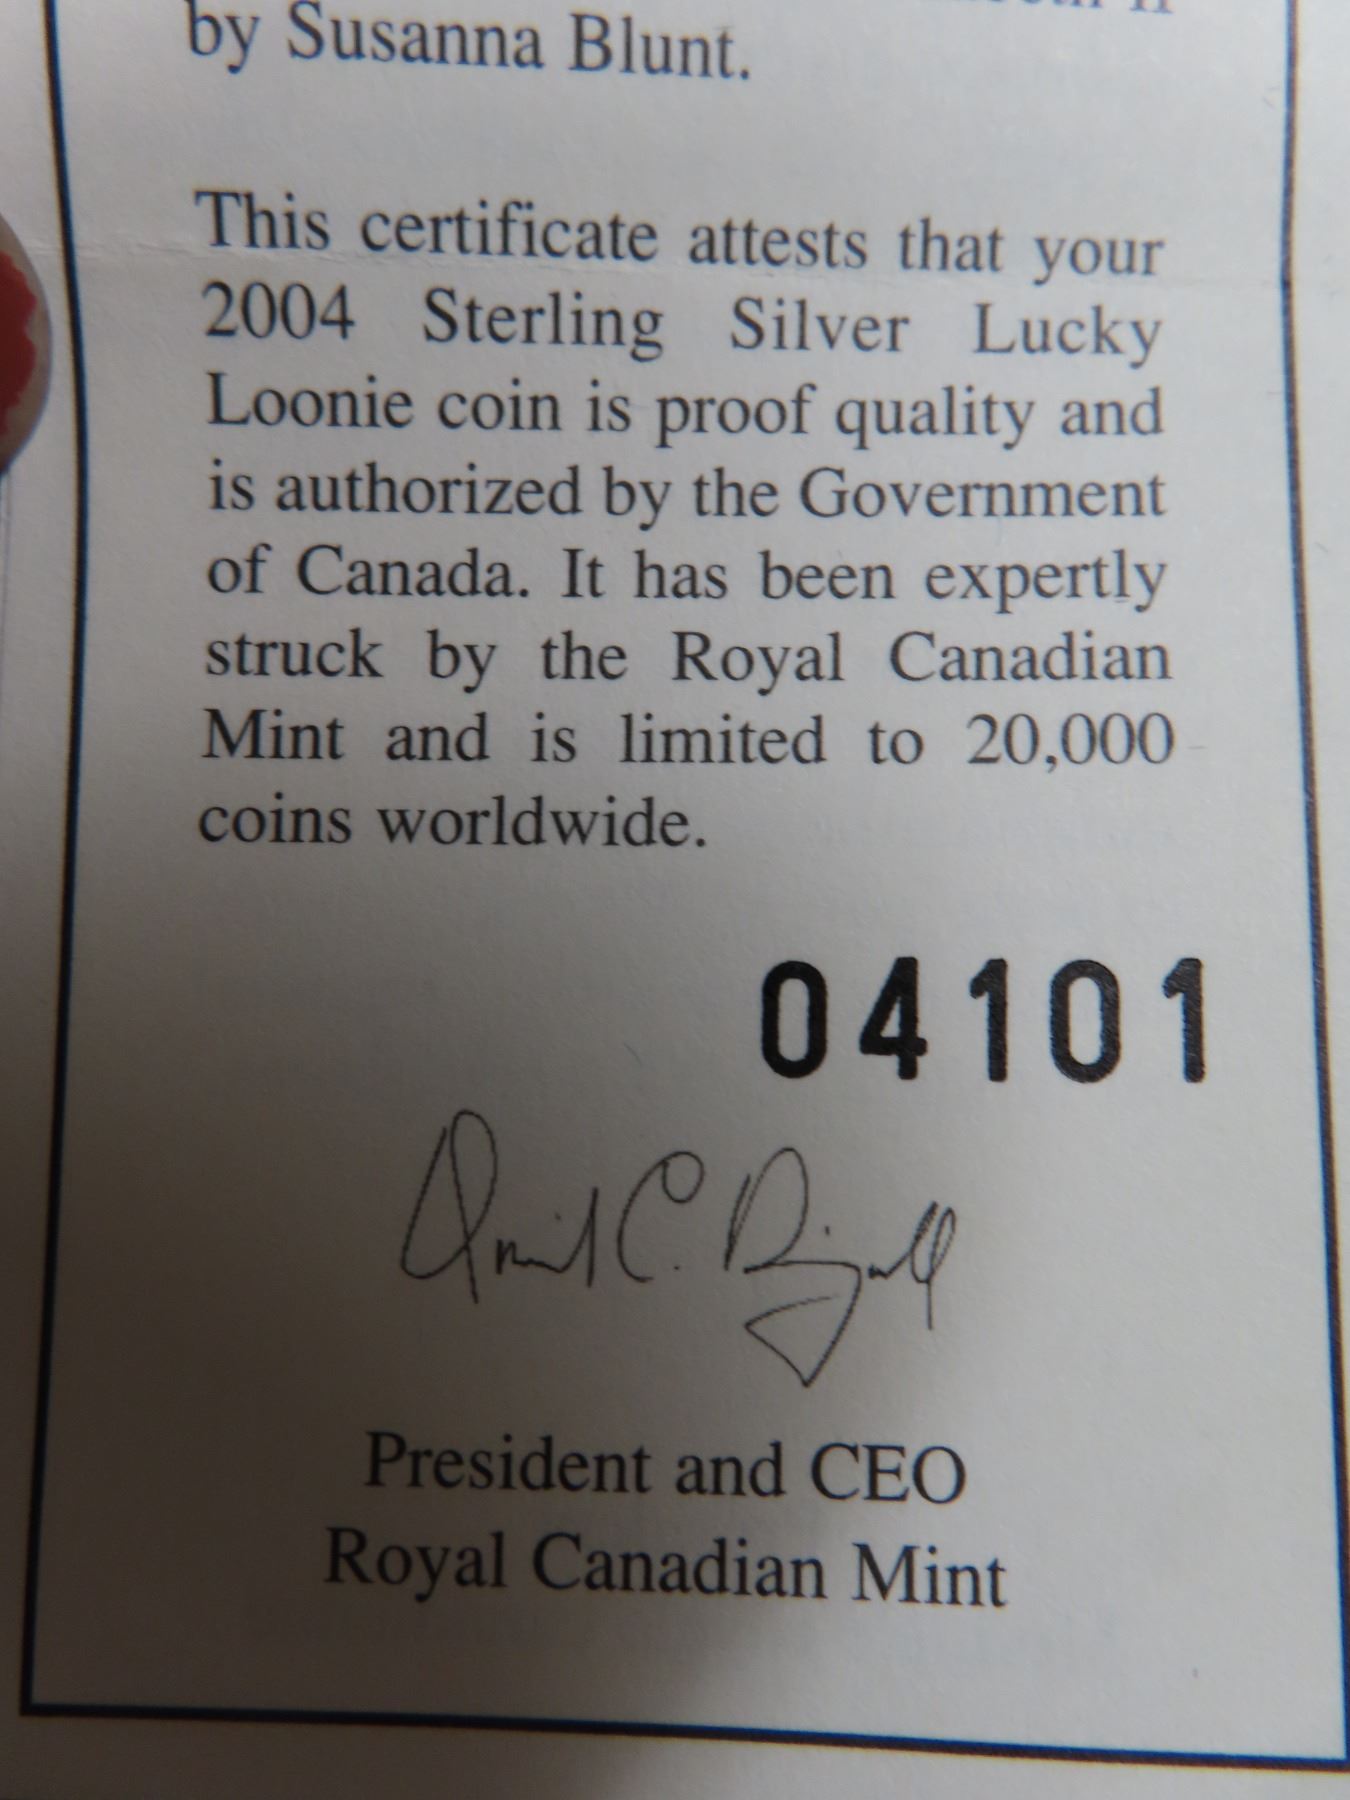 by Susanna Blunt.
This certificate attests that your
2004 Sterling Silver Lucky
Loonie coin is proof quality and
is authorized by the Government
of Canada. It has been expertly
struck by the Royal Canadian
Mint and is limited to 20,000
coins worldwide.
04101
David C. Dingwall
President and CEO
Royal Canadian Mint